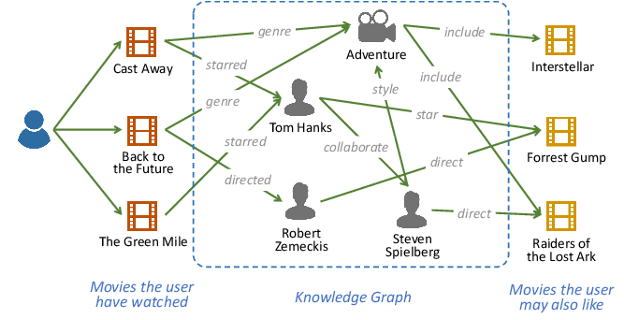 genre
include
Cast Away
Adventure
Interstellar
starred
include
genre
style
Tom Hanks
star
Back to
the Future
starred
collaborate
direct
Forrest Gump
directed
direct
The Green Mile
Robert
Zemeckis
Steven
Spielberg
Raiders of
the Lost Ark
Movies the user
have watched
Knowledge Graph
Movies the user
may also like